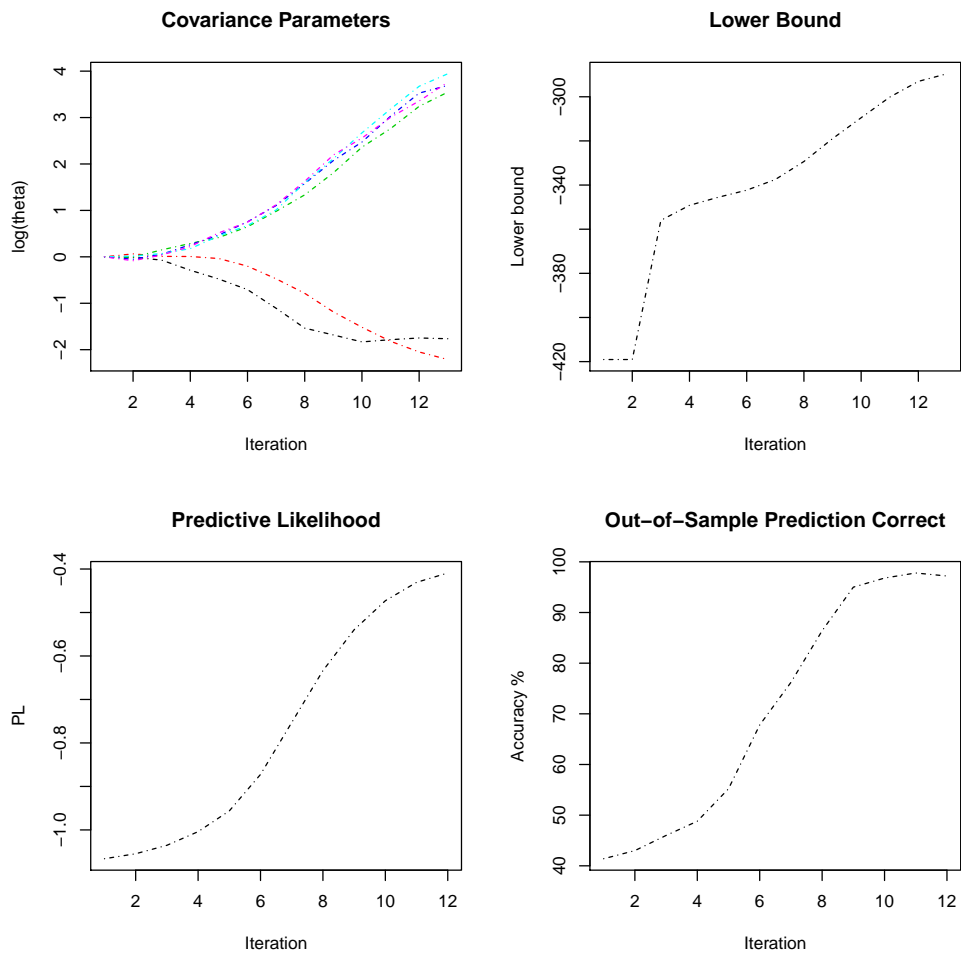 Covariance Parameters
log(theta)
4
3
2
1
0
−1
−2
2 4 6 8 10 12
Iteration
Lower Bound
Lower bound
−300
−340
−380
−420
2 4 6 8 10 12
Iteration
Predictive Likelihood
PL
−0.4
−0.6
−0.8
−1.0
2 4 6 8 10 12
Iteration
Out−of−Sample Prediction Correct
Accuracy %
100
90
80
70
60
50
40
2 4 6 8 10 12
Iteration